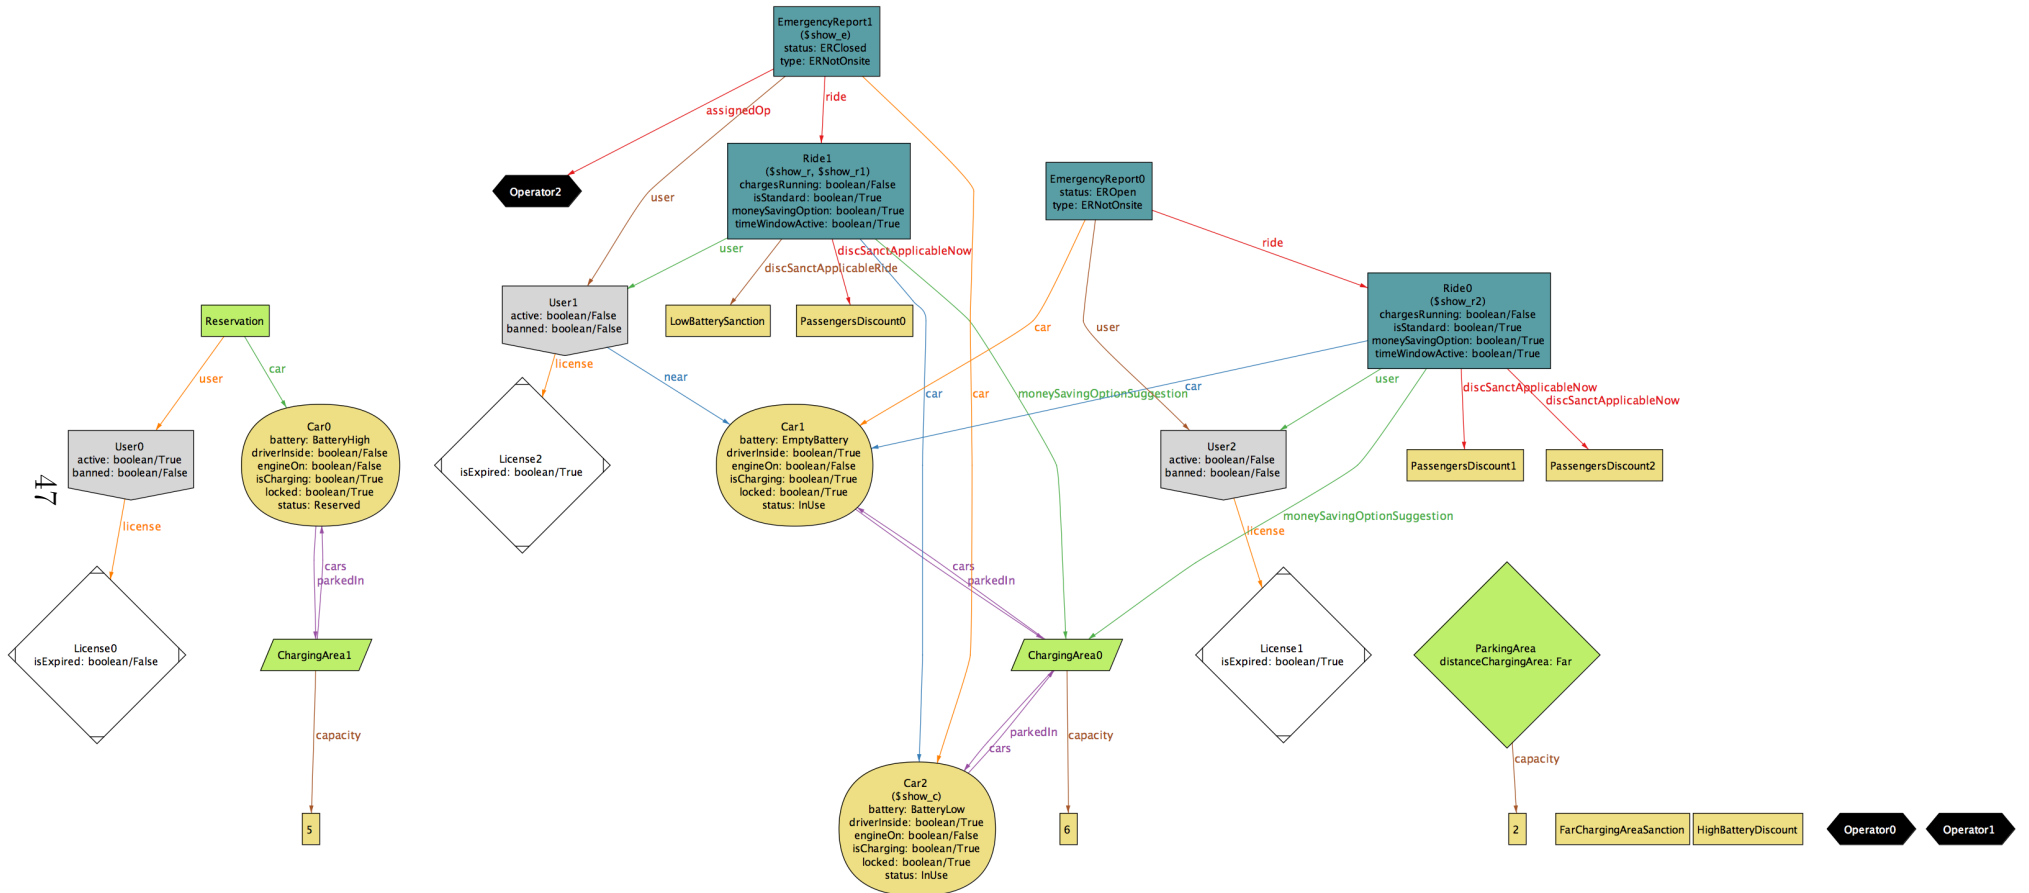 EmergencyReport1
($show_e)
status: ERClosed
type: ERNotOnsite
assignedOp
ride
user
car
Operator2
Ride1
($show_r, $show_r1)
chargesRunning: boolean/False
isStandard: boolean/True
moneySavingOption: boolean/True
timeWindowActive: boolean/True
EmergencyReport0
status: EROpen
type: ERNotOnsite
ride
car
user
user
discSanctApplicableRide
discSanctApplicableNow
car
moneySavingOptionSuggestion
Ride0
($show_r2)
chargesRunning: boolean/False
isStandard: boolean/True
moneySavingOption: boolean/True
timeWindowActive: boolean/True
Reservation
user
car
User1
active: boolean/False
banned: boolean/False
license
near
LowBatterySanction
PassengersDiscount0
car
user
discSanctApplicableNow
discSanctApplicableNow
moneySavingOptionSuggestion
User0
active: boolean/True
banned: boolean/False
license
Car0
battery: BatteryHigh
driverInside: boolean/False
engineOn: boolean/False
isCharging: boolean/True
locked: boolean/True
status: Reserved
cars
parkedIn
License2
isExpired: boolean/True
Car1
battery: EmptyBattery
driverInside: boolean/True
engineOn: boolean/False
isCharging: boolean/True
locked: boolean/True
status: InUse
cars
parkedIn
User2
active: boolean/False
banned: boolean/False
license
PassengersDiscount1
PassengersDiscount2
47
License0
isExpired: boolean/False
ChargingArea1
capacity
ChargingArea0
parkedIn
cars
capacity
License1
isExpired: boolean/True
ParkingArea
distanceChargingArea: Far
capacity
5
Car2
($show_c)
battery: BatteryLow
driverInside: boolean/True
engineOn: boolean/False
isCharging: boolean/True
locked: boolean/True
status: InUse
6
2
FarChargingAreaSanction
HighBatteryDiscount
Operator0
Operator1